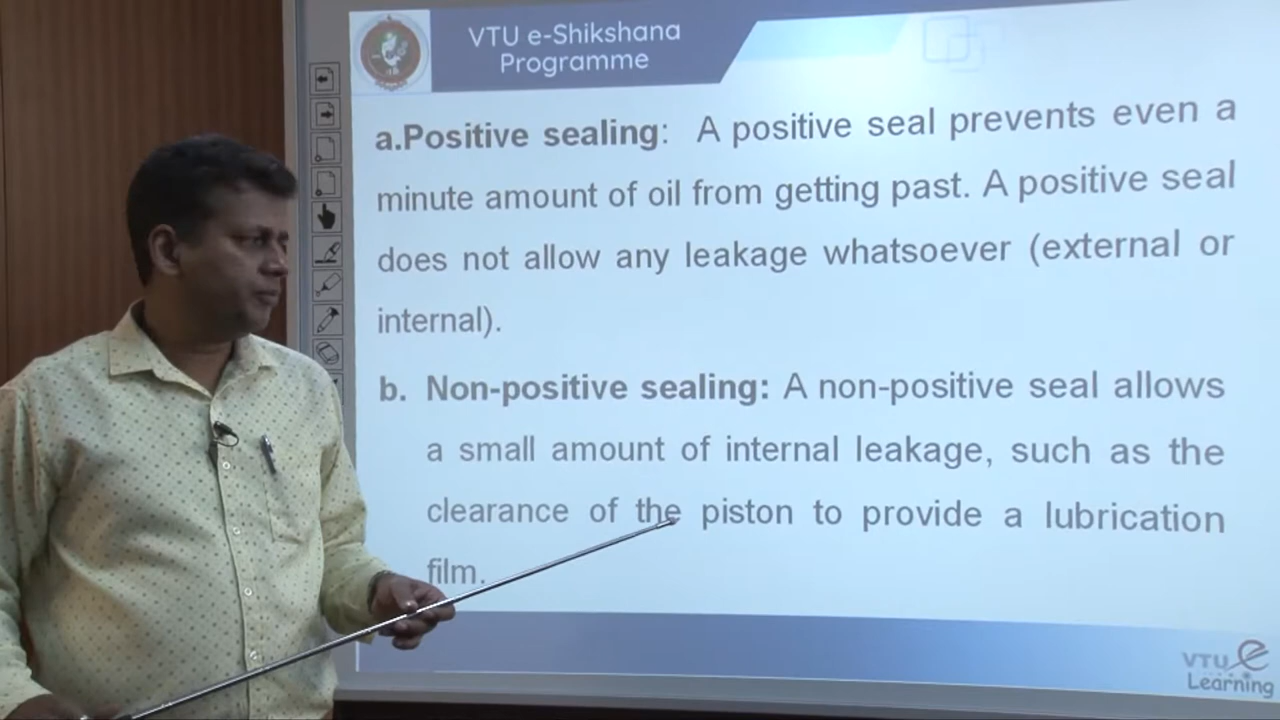 VTU e-Shikshana
Programme
a.Positive sealing: A positive seal prevents even a
minute amount of oil from getting past. A positive seal
does not allow any leakage whatsoever (external or
internal).
b. Non-positive sealing: A non-positive seal allows
a small amount of internal leakage, such as the
clearance of the piston to provide a lubrication
film.
VTU e
Learning